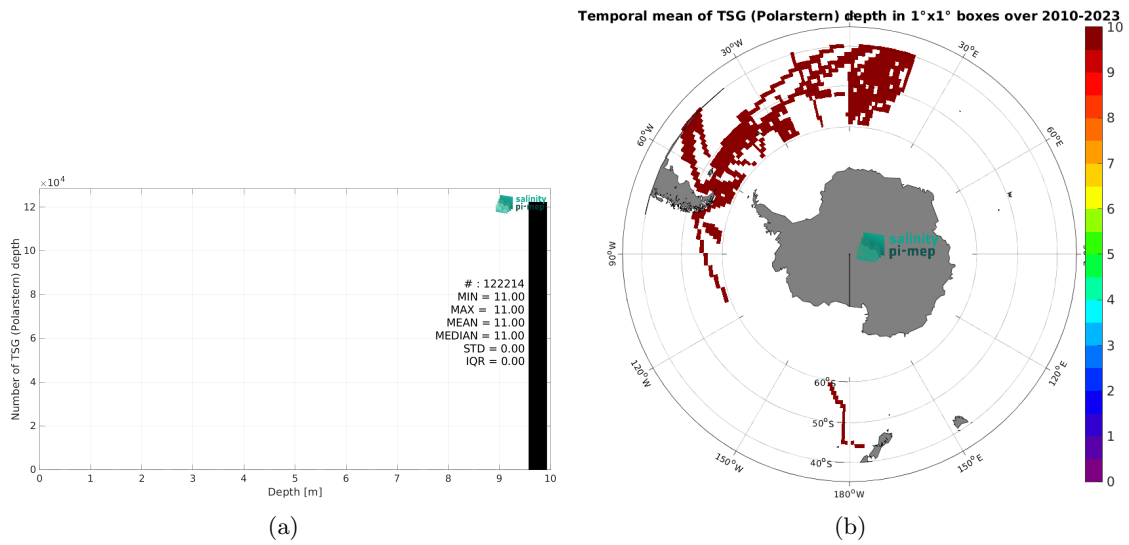 Temporal mean of TSG (Polarstern) depth in 1°x1° boxes over 2010-2023
×10⁴
12
10
8
6
4
2
0
Number of TSG (Polarstern) depth
0 1 2 3 4 5 6 7 8 9 10
Depth [m]
salinity
pi-mep
# : 122214
MIN = 11.00
MAX = 11.00
MEAN = 11.00
MEDIAN = 11.00
STD = 0.00
IQR = 0.00
(a)
30°W
30°E
60°W
60°E
90°W
120°W
120°E
150°W
150°E
180°W
60°S
50°S
40°S
salinity
pi-mep
10
9
8
7
6
5
4
3
2
1
0
(b)